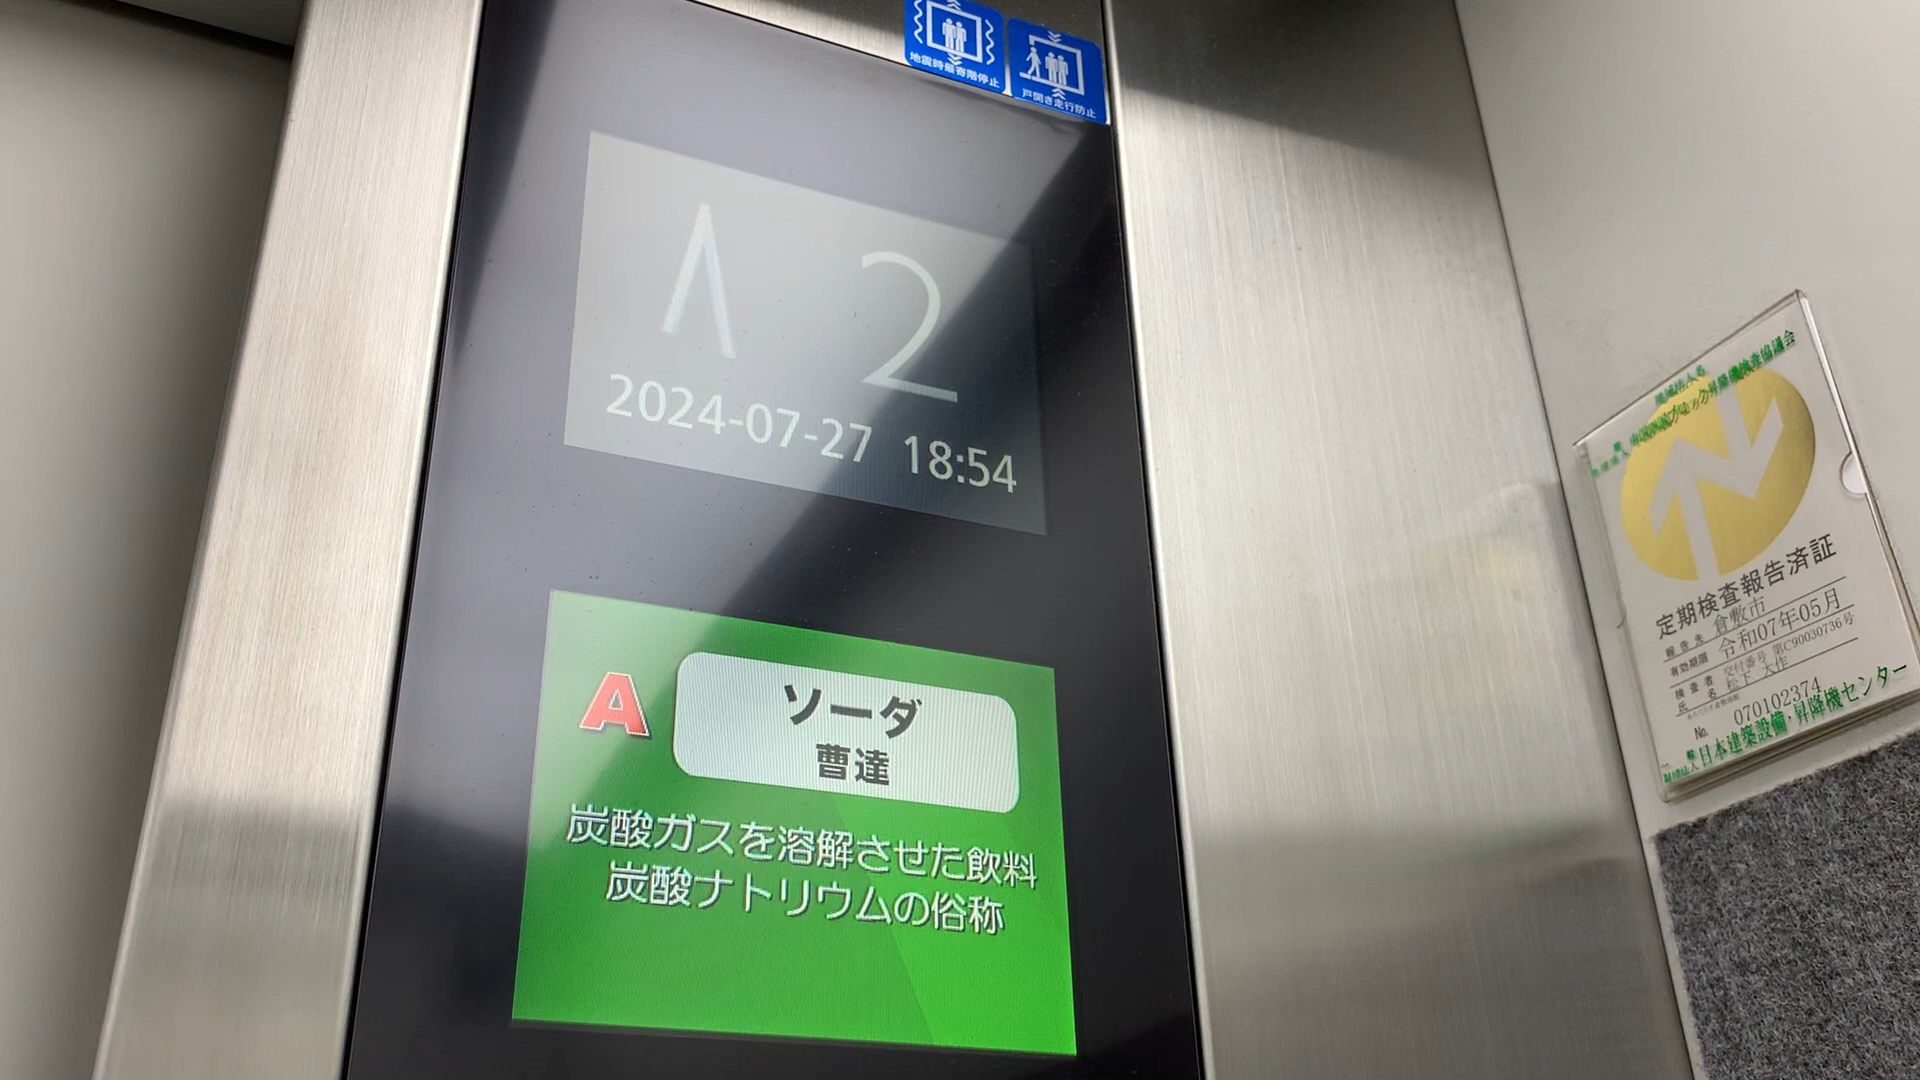 地震時最寄階停止
戸開き走行防止
2
2024-07-27 18:54
A
ソーダ
曹達
炭酸ガスを溶解させた飲料
炭酸ナトリウムの俗称
定期検査報告済証
報告先 倉敷市
有効期限 令和07年05月
交付番号 第C90030736号
検査者氏名 松下 大作
No. 070102374
日本建築設備・昇降機センター